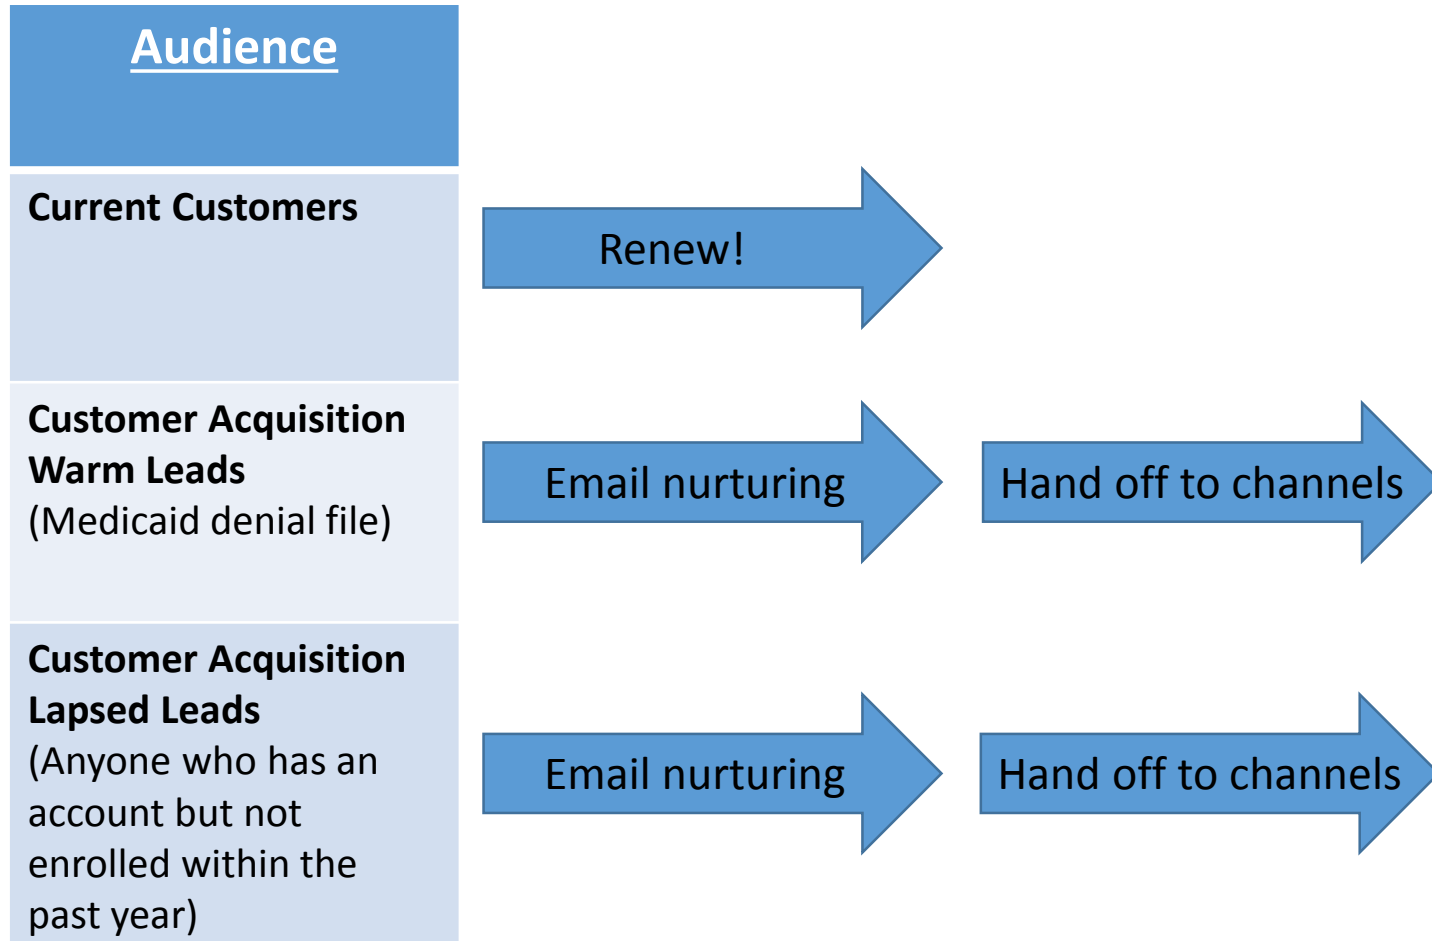 Audience
Current Customers
Renew!
Customer Acquisition
Warm Leads
(Medicaid denial file)
Email nurturing
Hand off to channels
Customer Acquisition
Lapsed Leads
(Anyone who has an
account but not
enrolled within the
past year)
Email nurturing
Hand off to channels